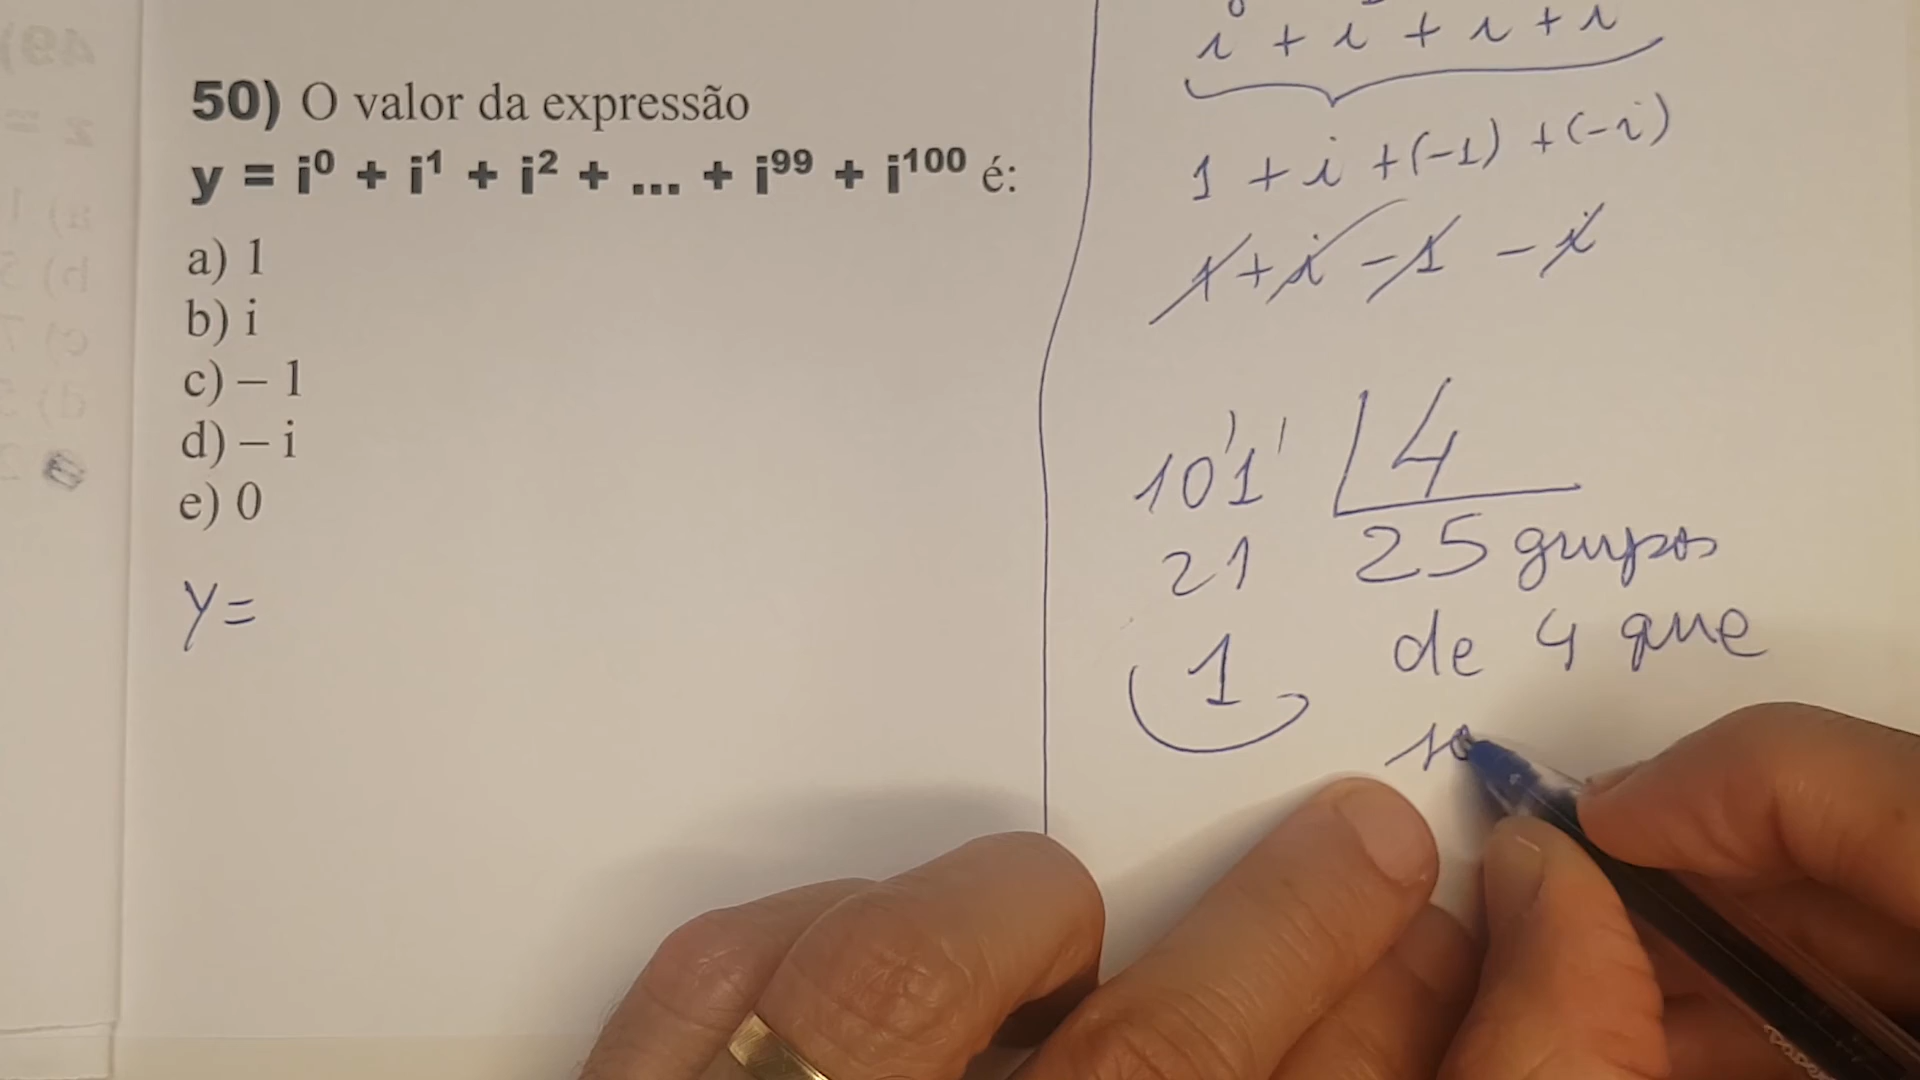 50) O valor da expressão
y = i⁰ + i¹ + i² + ... + i⁹⁹ + i¹⁰⁰ é:
a) 1
b) i
c) – 1
d) – i
e) 0
y =
i + i + i + i
1 + i + (-1) + (-i)
1 + i - 1 - i
101 4
21 25 grupos
1 de 4 que